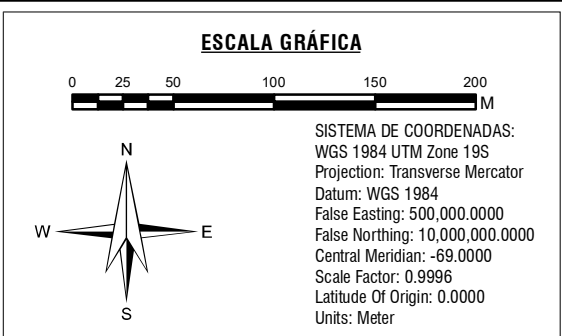 ESCALA GRÁFICA
0 25 50 100 150 200
M
SISTEMA DE COORDENADAS:
WGS 1984 UTM Zone 19S
Projection: Transverse Mercator
Datum: WGS 1984
False Easting: 500,000.0000
False Northing: 10,000,000.0000
Central Meridian: -69.0000
Scale Factor: 0.9996
Latitude Of Origin: 0.0000
Units: Meter
N
W E
S